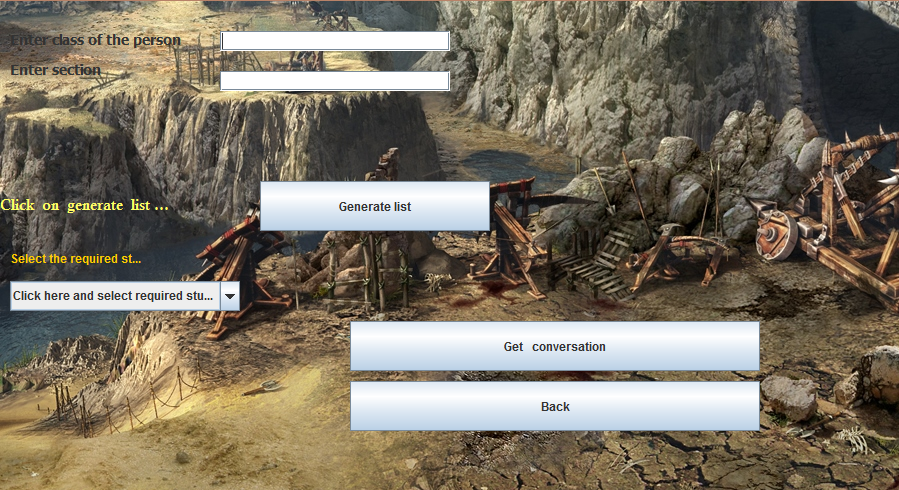 Enter class of the person
Enter section
Click on generate list ...
Generate list
Select the required st...
Click here and select required stu...
Get conversation
Back